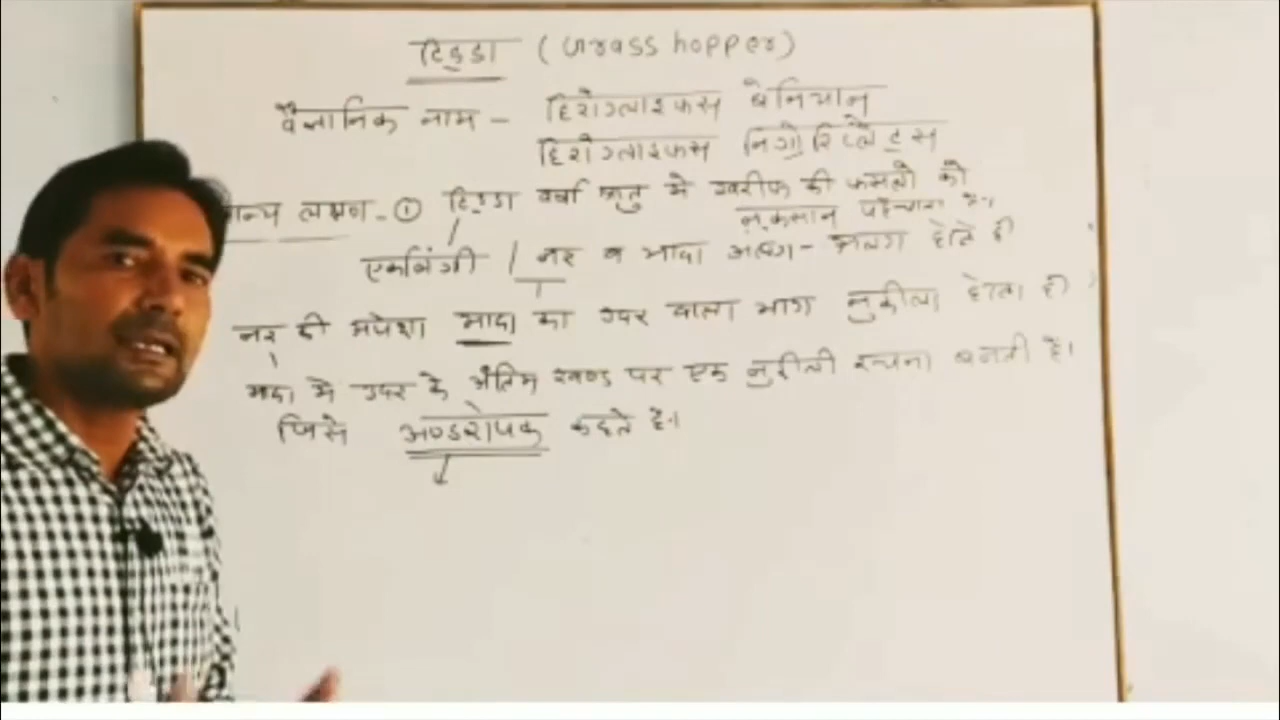 टिड्डा (Grass hopper)
वैज्ञानिक नाम - हिरोग्लाइफस बेनियान
हिरोग्लाइफस निग्रोरिप्लेट्स
लक्षण - ① टिड्डा वर्षा ऋतु मे खरीफ की फसलो को
नुकसान पहुंचाता है।
एकलिंगी / नर व मादा अलग - अलग होते है
नर की अपेक्षा मादा का उदर वाला भाग नुकीला होता है
मादा मे उदर के अंतिम खण्ड पर एक नुकीली रचना बनती है।
जिसे अण्डरोपक कहते है।